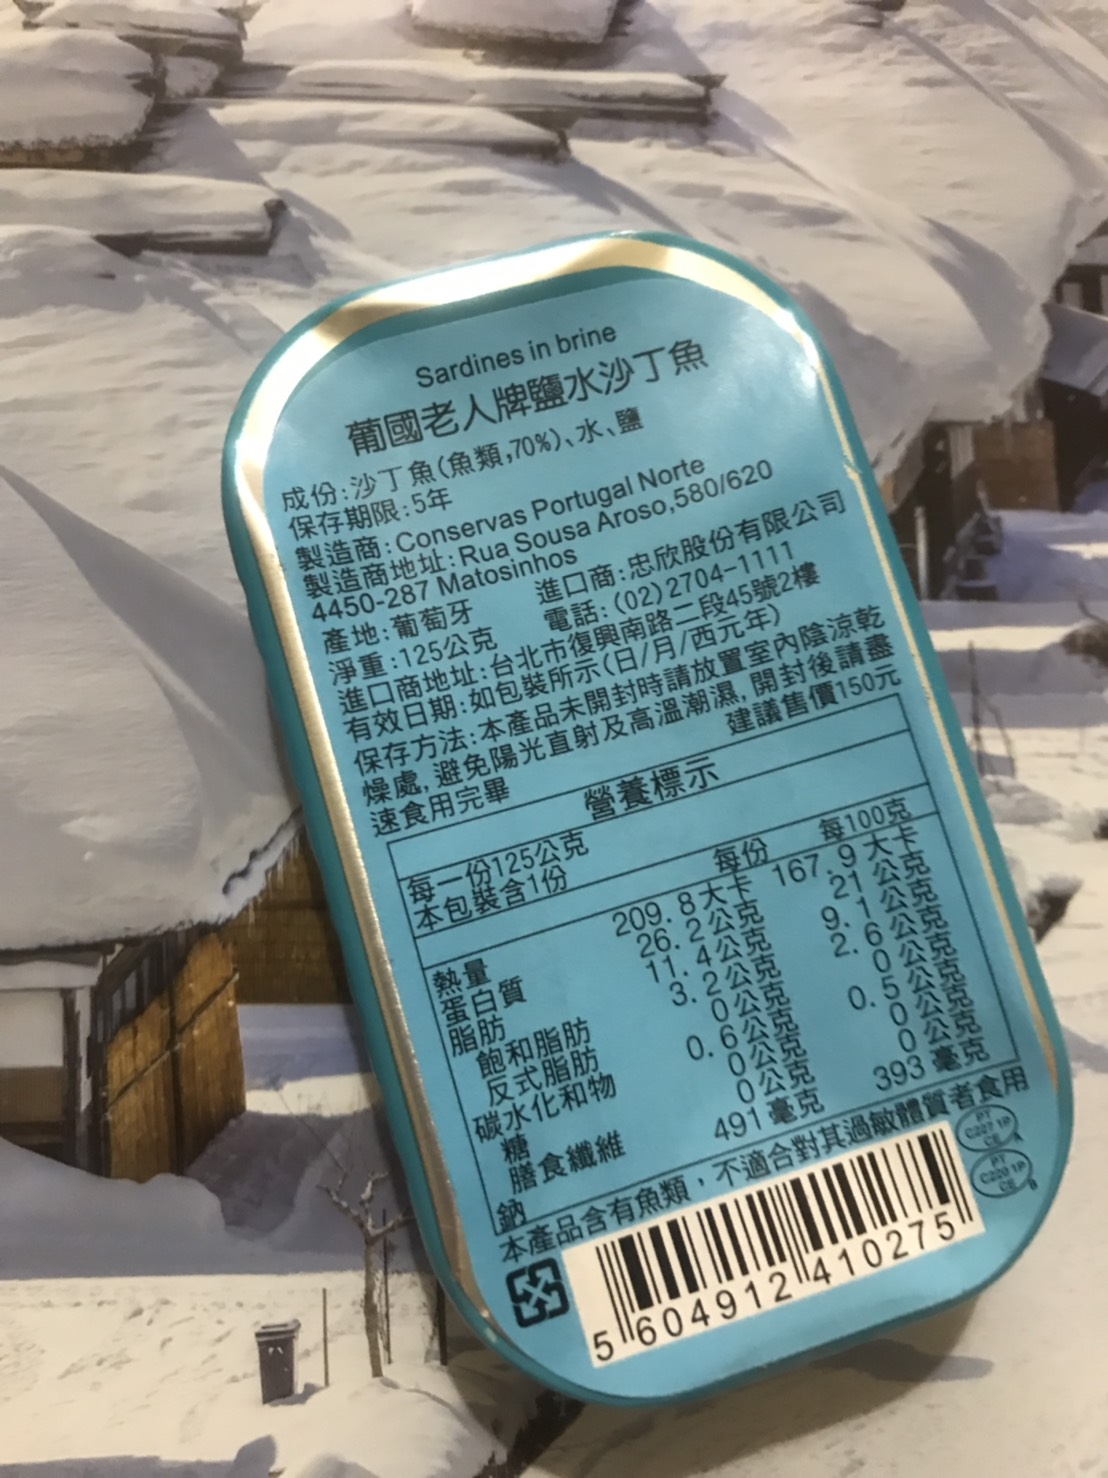 Sardines in brine
葡國老人牌鹽水沙丁魚
成份:沙丁魚(魚類,70%)、水、鹽
保存期限:5年
製造商:Conservas Portugal Norte
製造商地址:Rua Sousa Aroso,580/620
4450-287 Matosinhos
產地:葡萄牙 進口商:忠欣股份有限公司
淨重:125公克 電話:(02)2704-1111
進口商地址:台北市復興南路二段45號2樓
有效日期:如包裝所示(日/月/西元年)
保存方法:本產品未開封時請放置室內陰涼乾
燥處,避免陽光直射及高溫潮濕,開封後請盡
速食用完畢 建議售價150元
營養標示
每一份125公克
本包裝含1份
每份 每100克
熱量 209.8大卡 167.9大卡
蛋白質 26.2公克 21公克
脂肪 11.4公克 9.1公克
飽和脂肪 3.2公克 2.6公克
反式脂肪 0公克 0公克
碳水化和物 0.6公克 0.5公克
糖 0公克 0公克
膳食纖維 0公克 0公克
鈉 491毫克 393毫克
本產品含有魚類，不適合對其過敏體質者食用
PT
C227 1P
CE A
PT
C220 1P
CE B
5 604912 410275